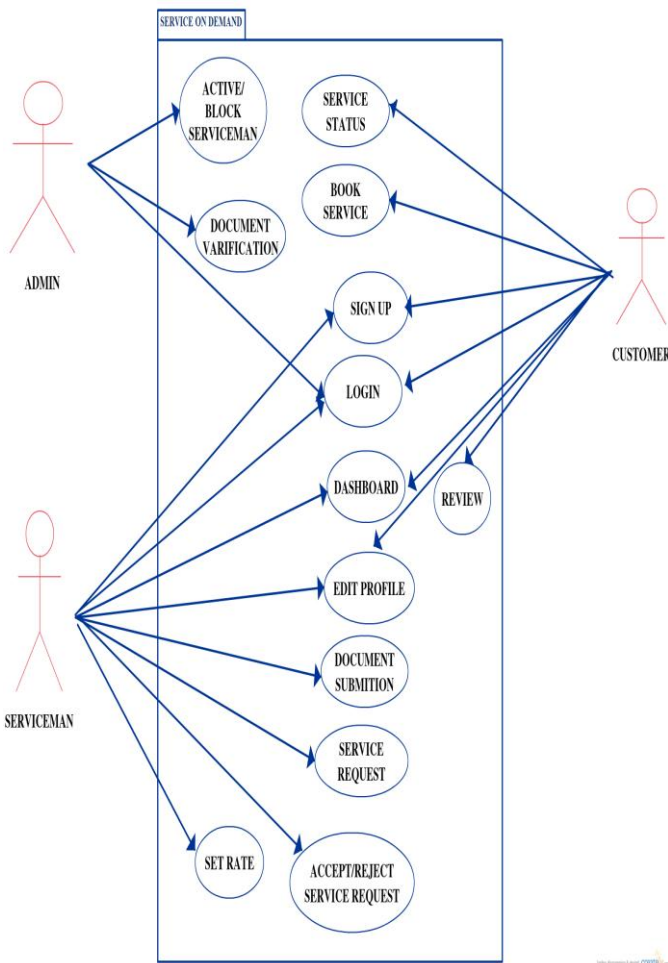 SERVICE ON DEMAND
ACTIVE/
BLOCK
SERVICEMAN
SERVICE
STATUS
BOOK
SERVICE
DOCUMENT
VARIFICATION
ADMIN
SIGN UP
CUSTOMER
LOGIN
DASHBOARD
REVIEW
EDIT PROFILE
DOCUMENT
SUBMITION
SERVICEMAN
SERVICE
REQUEST
SET RATE
ACCEPT/REJECT
SERVICE REQUEST